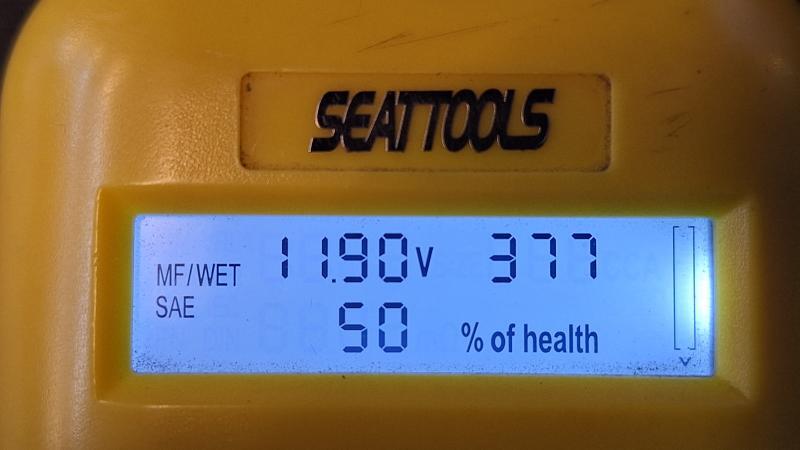 SEATTOOLS
MF/WET 11.90V 377
SAE
50 % of health